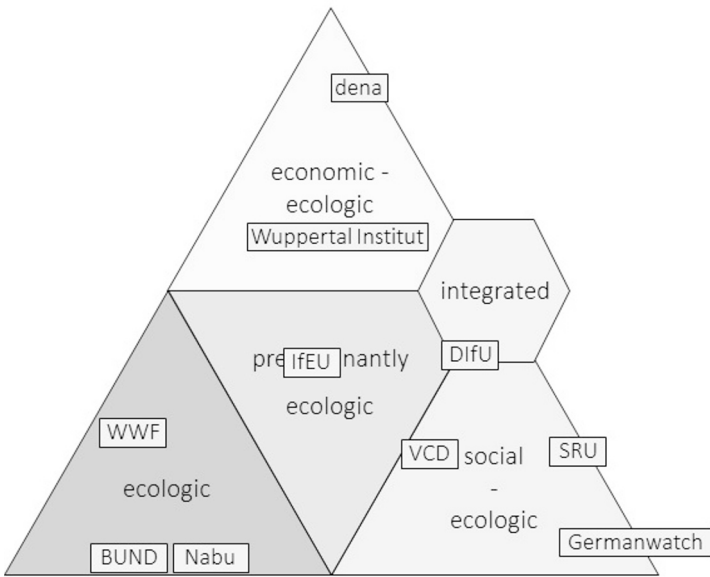 dena
economic -
ecologic
Wuppertal Institut
integrated
DIfU
pre IfEU nantly
ecologic
WWF
VCD
social
SRU
-
ecologic
ecologic
Germanwatch
BUND
Nabu